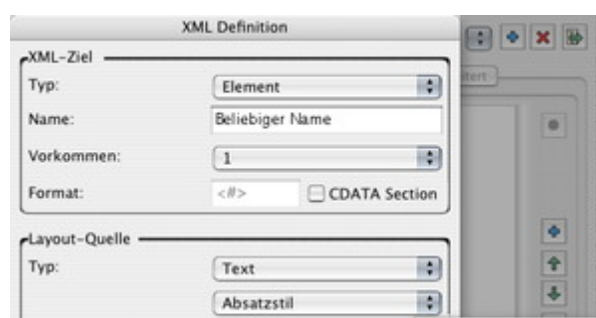 XML Definition
XML-Ziel
Typ: Element
Name: Beliebiger Name
Vorkommen: 1
Format: <#> CDATA Section
Layout-Quelle
Typ: Text
Absatzstil